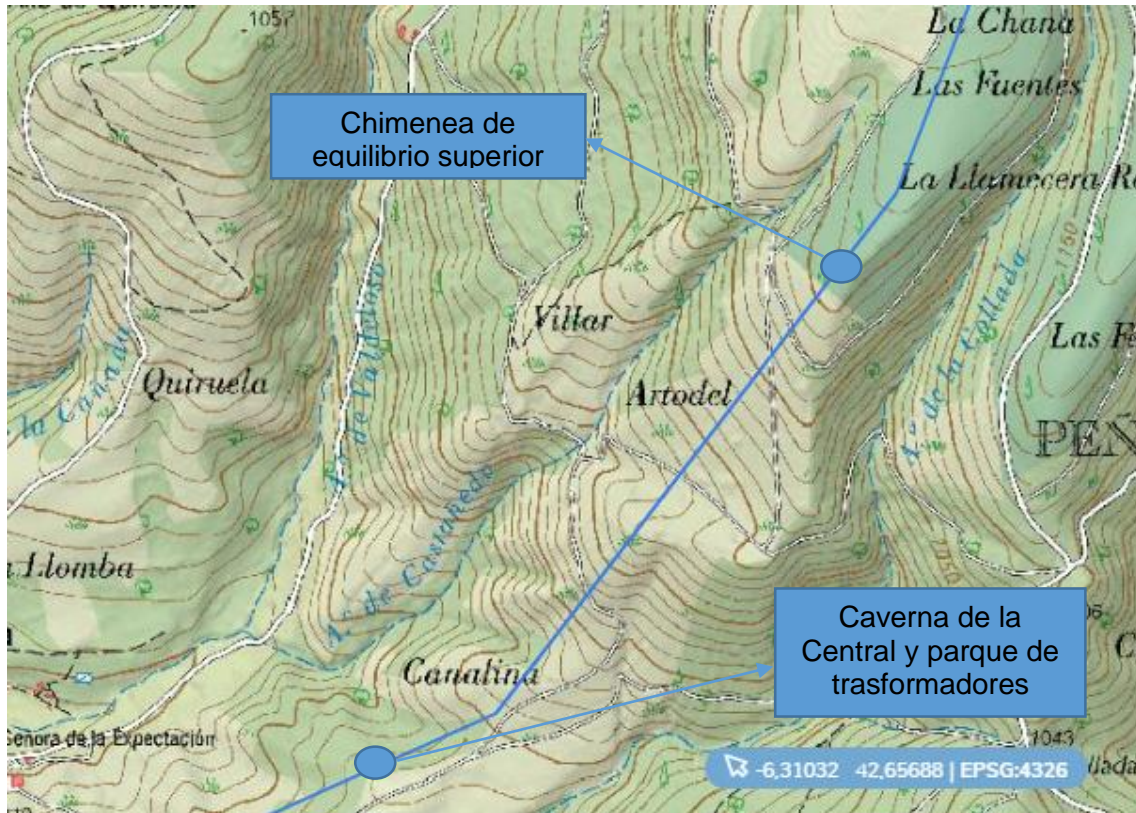 1057
La Chana
Las Fuentes
Chimenea de
equilibrio superior
La Llamecera
1150
Villar
A.º de la Collada
Las
Quiruela
la Cañada
de Valdeloso
Artodel
PEÑ
A.º de Castañedo
Llomba
1150
Caverna de la
Central y parque de
trasformadores
Canalina
Señora de la Expectación
1043
-6,31032 42,65688 | EPSG:4326